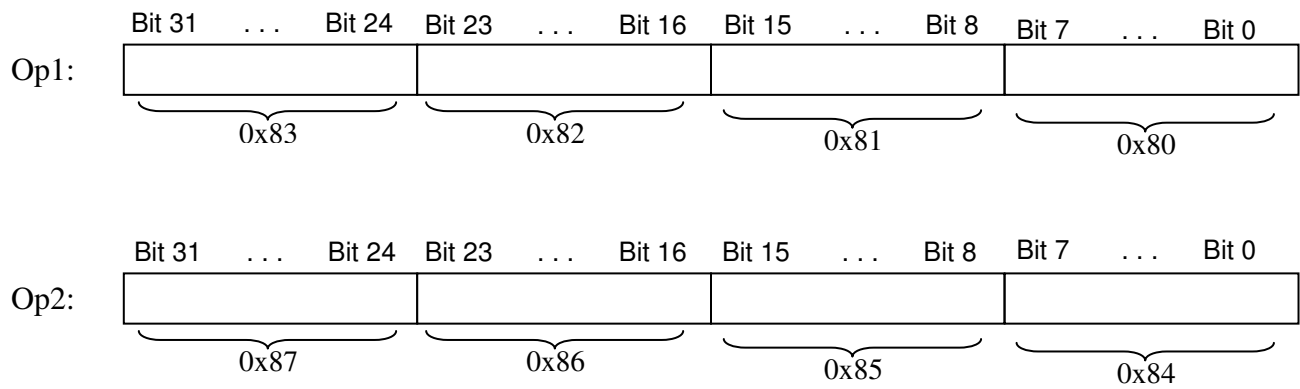 Bit 31 . . . Bit 24 Bit 23 . . . Bit 16 Bit 15 . . . Bit 8 Bit 7 . . . Bit 0
Op1:
0x83 0x82 0x81 0x80
Bit 31 . . . Bit 24 Bit 23 . . . Bit 16 Bit 15 . . . Bit 8 Bit 7 . . . Bit 0
Op2:
0x87 0x86 0x85 0x84